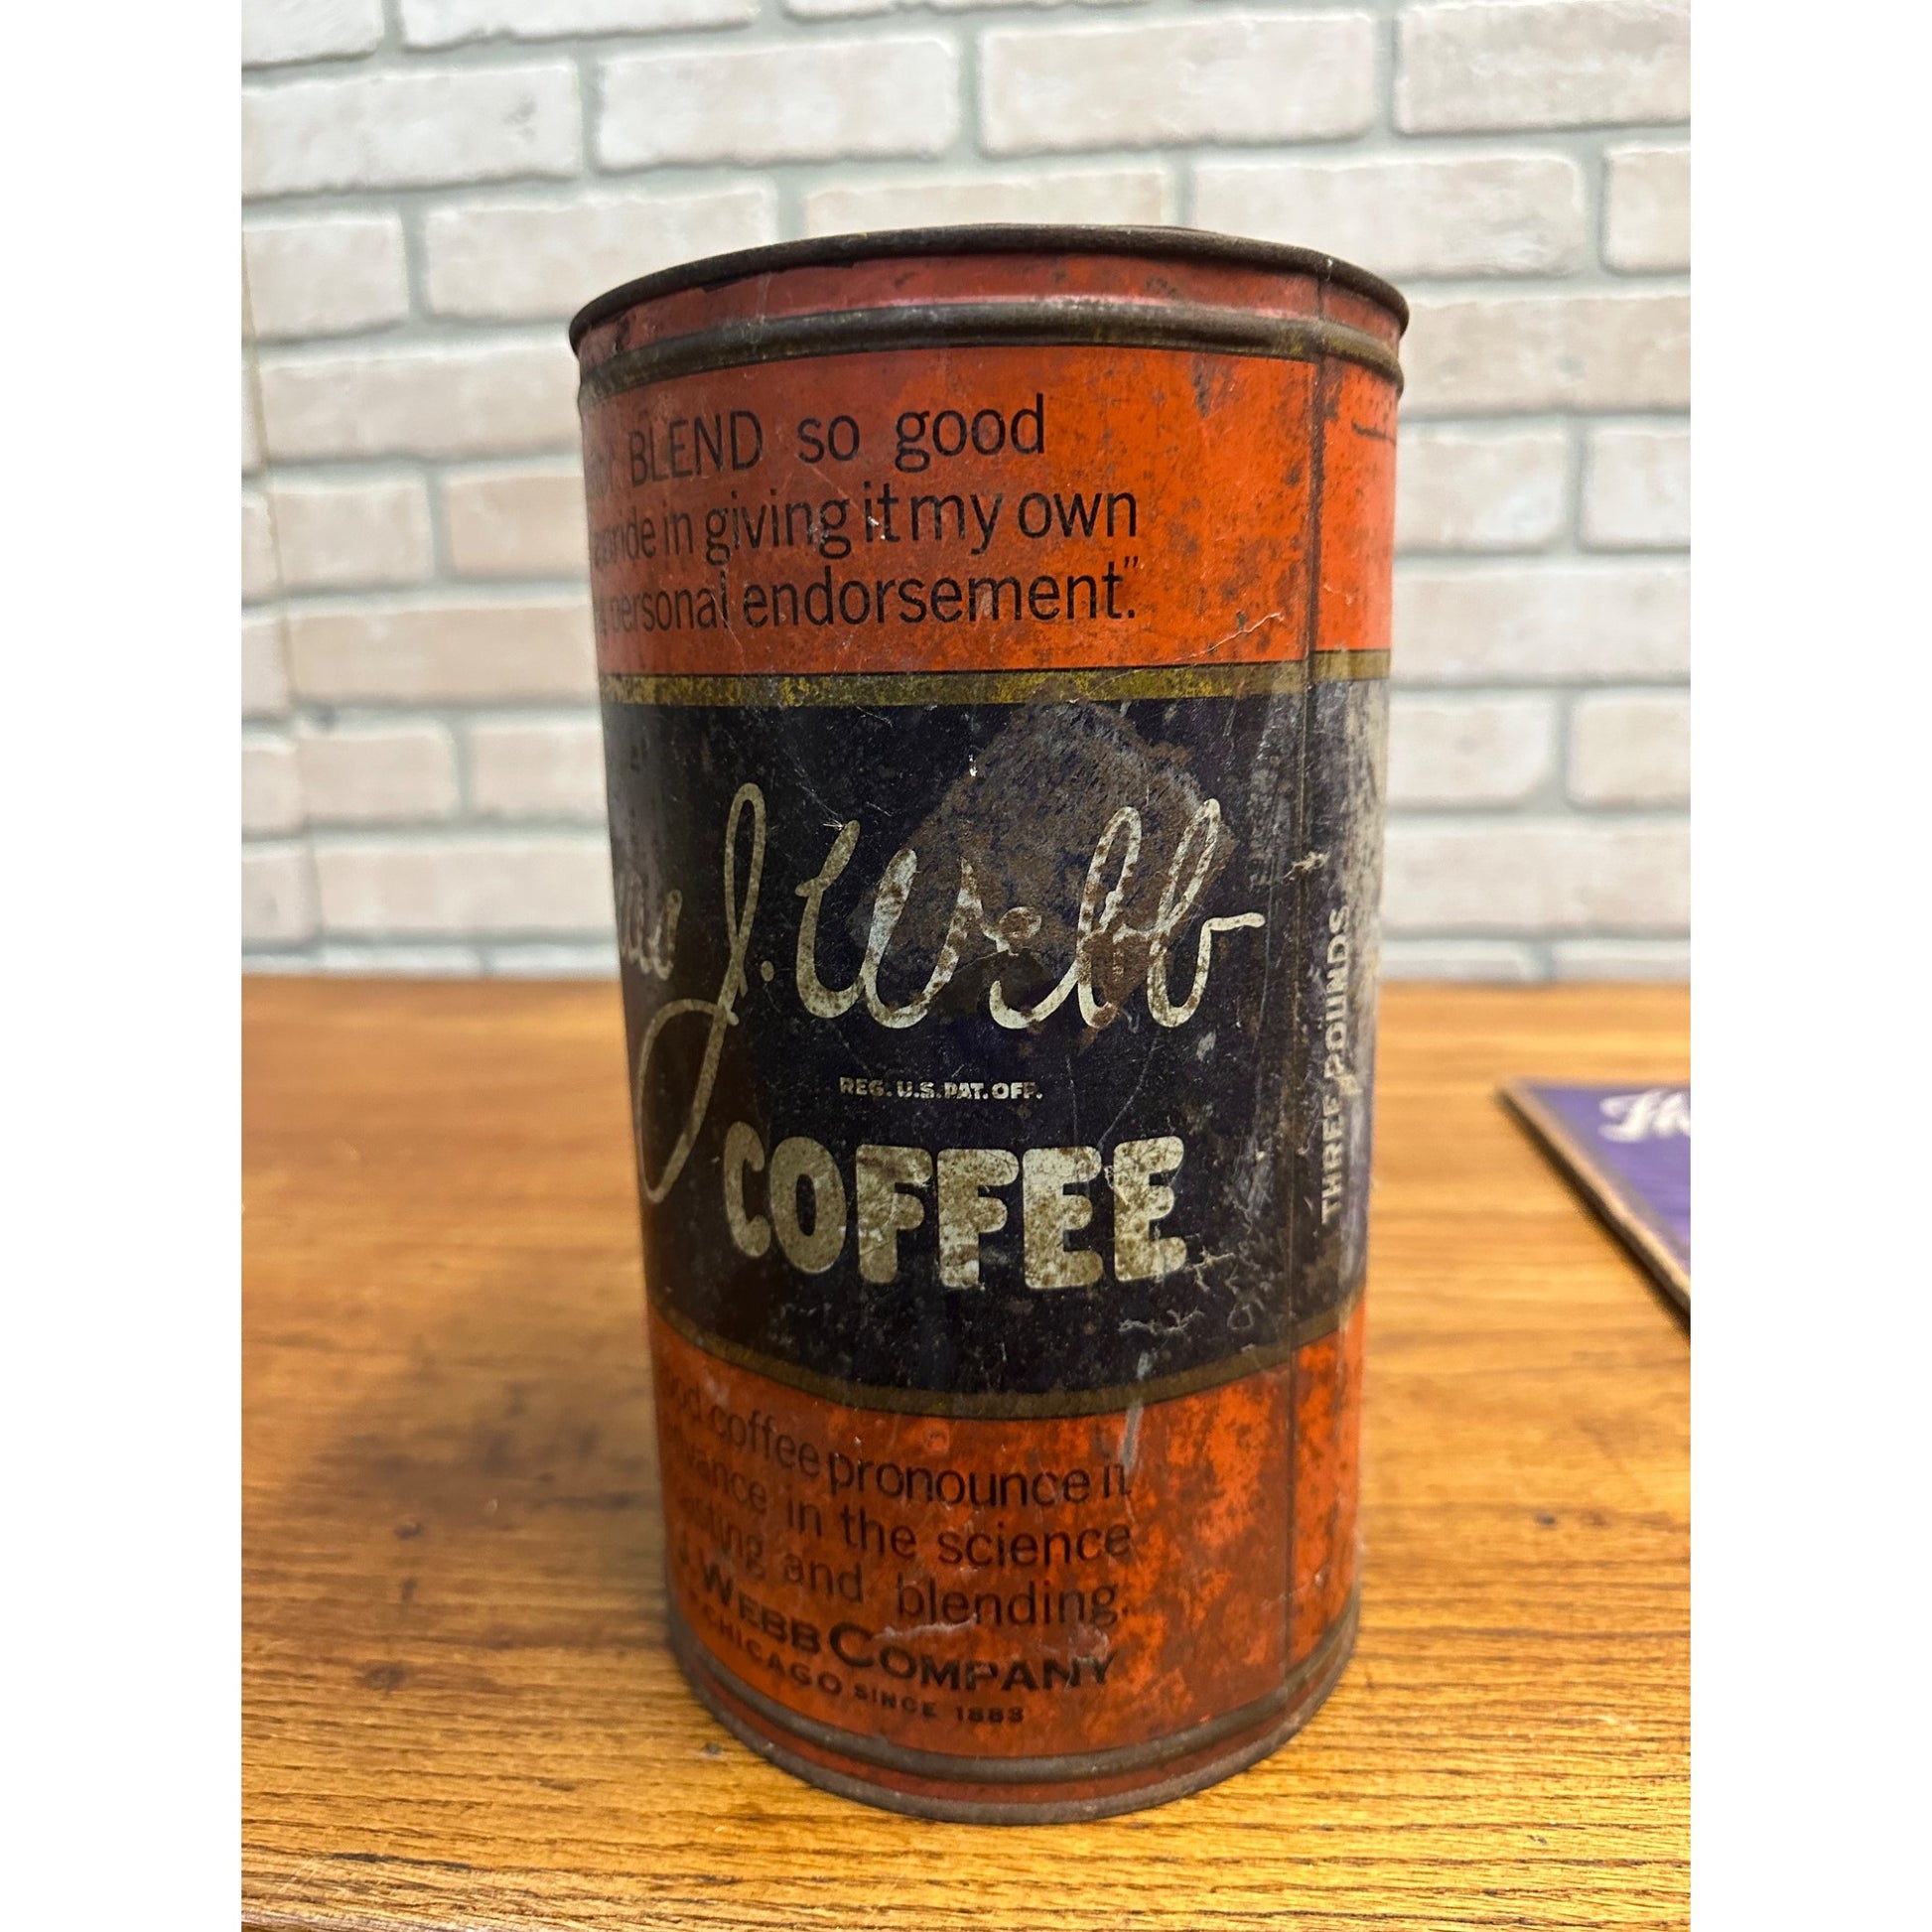 BLEND so good
pride in giving it my own
personal endorsement."
J. Webb
REG. U.S. PAT. OFF.
COFFEE
THREE POUNDS
coffee pronounce it
in the science
and blending.
WEBB COMPANY
CHICAGO SINCE 1883